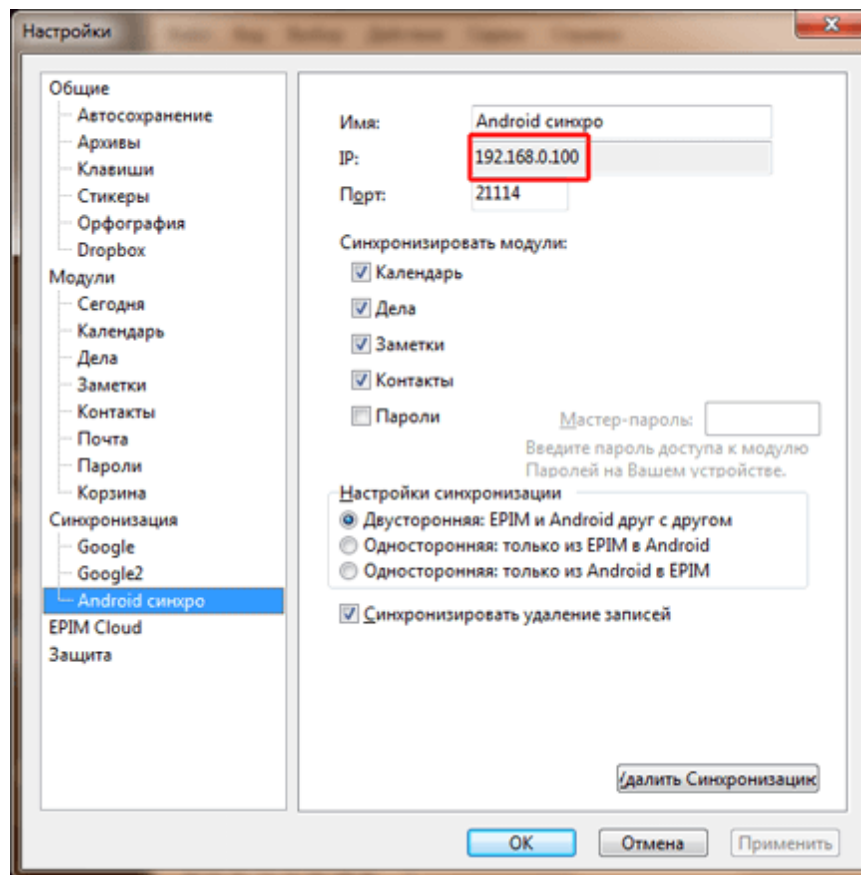 Настройки
Общие
Автосохранение
Архивы
Клавиши
Стикеры
Орфография
Dropbox
Модули
Сегодня
Календарь
Дела
Заметки
Контакты
Почта
Пароли
Корзина
Синхронизация
Google
Google2
Android синхро
EPIM Cloud
Защита
Имя: Android синхро
IP: 192.168.0.100
Порт: 21114
Синхронизировать модули:
Календарь
Дела
Заметки
Контакты
Пароли Мастер-пароль:
Введите пароль доступа к модулю
Паролей на Вашем устройстве.
Настройки синхронизации
Двусторонняя: EPIM и Android друг с другом
Односторонняя: только из EPIM в Android
Односторонняя: только из Android в EPIM
Синхронизировать удаление записей
далить Синхронизацик
OK Отмена Применить